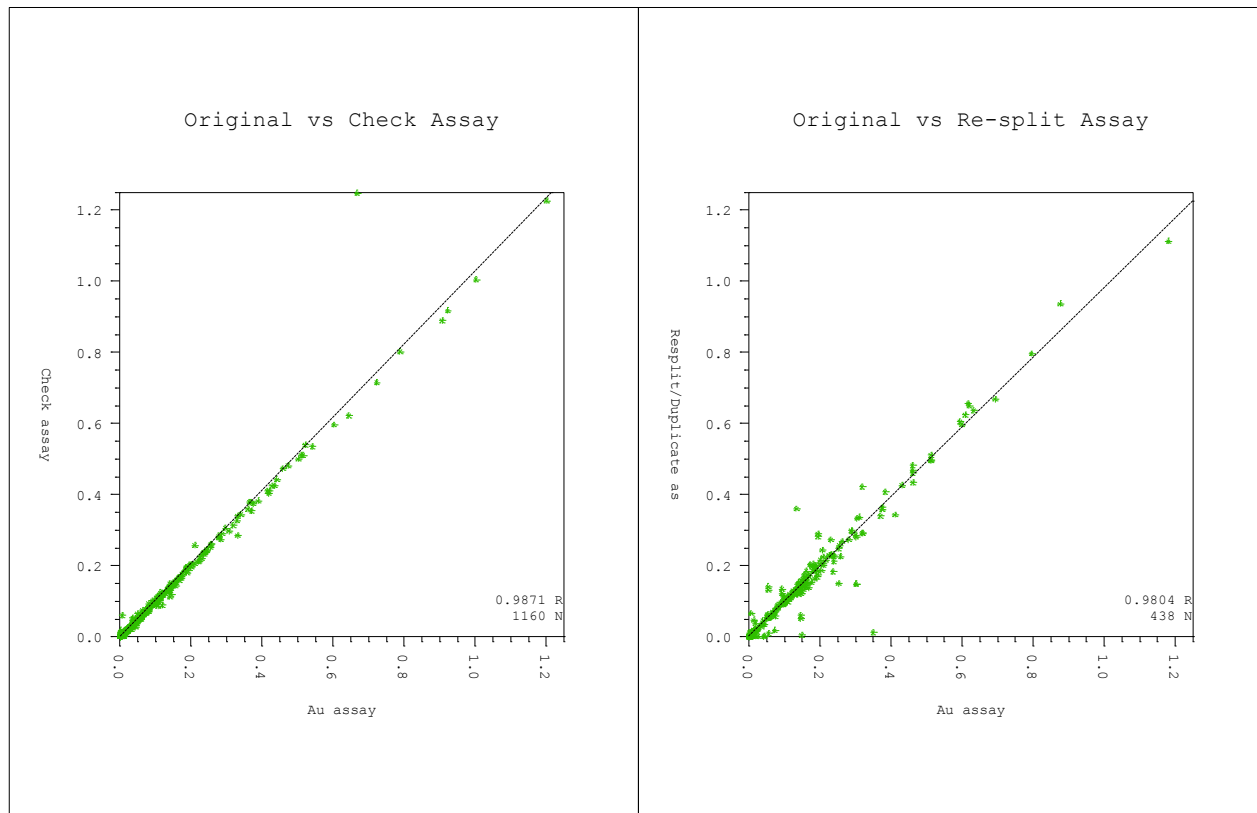 Original vs Check Assay
1.2
1.0
0.8
0.6
0.4
0.2
0.0
Check assay
0.9871 R
1160 N
0.0
0.2
0.4
0.6
0.8
1.0
1.2
Au assay
Original vs Re-split Assay
1.2
1.0
0.8
0.6
0.4
0.2
0.0
Resplit/Duplicate as
0.9804 R
438 N
0.0
0.2
0.4
0.6
0.8
1.0
1.2
Au assay